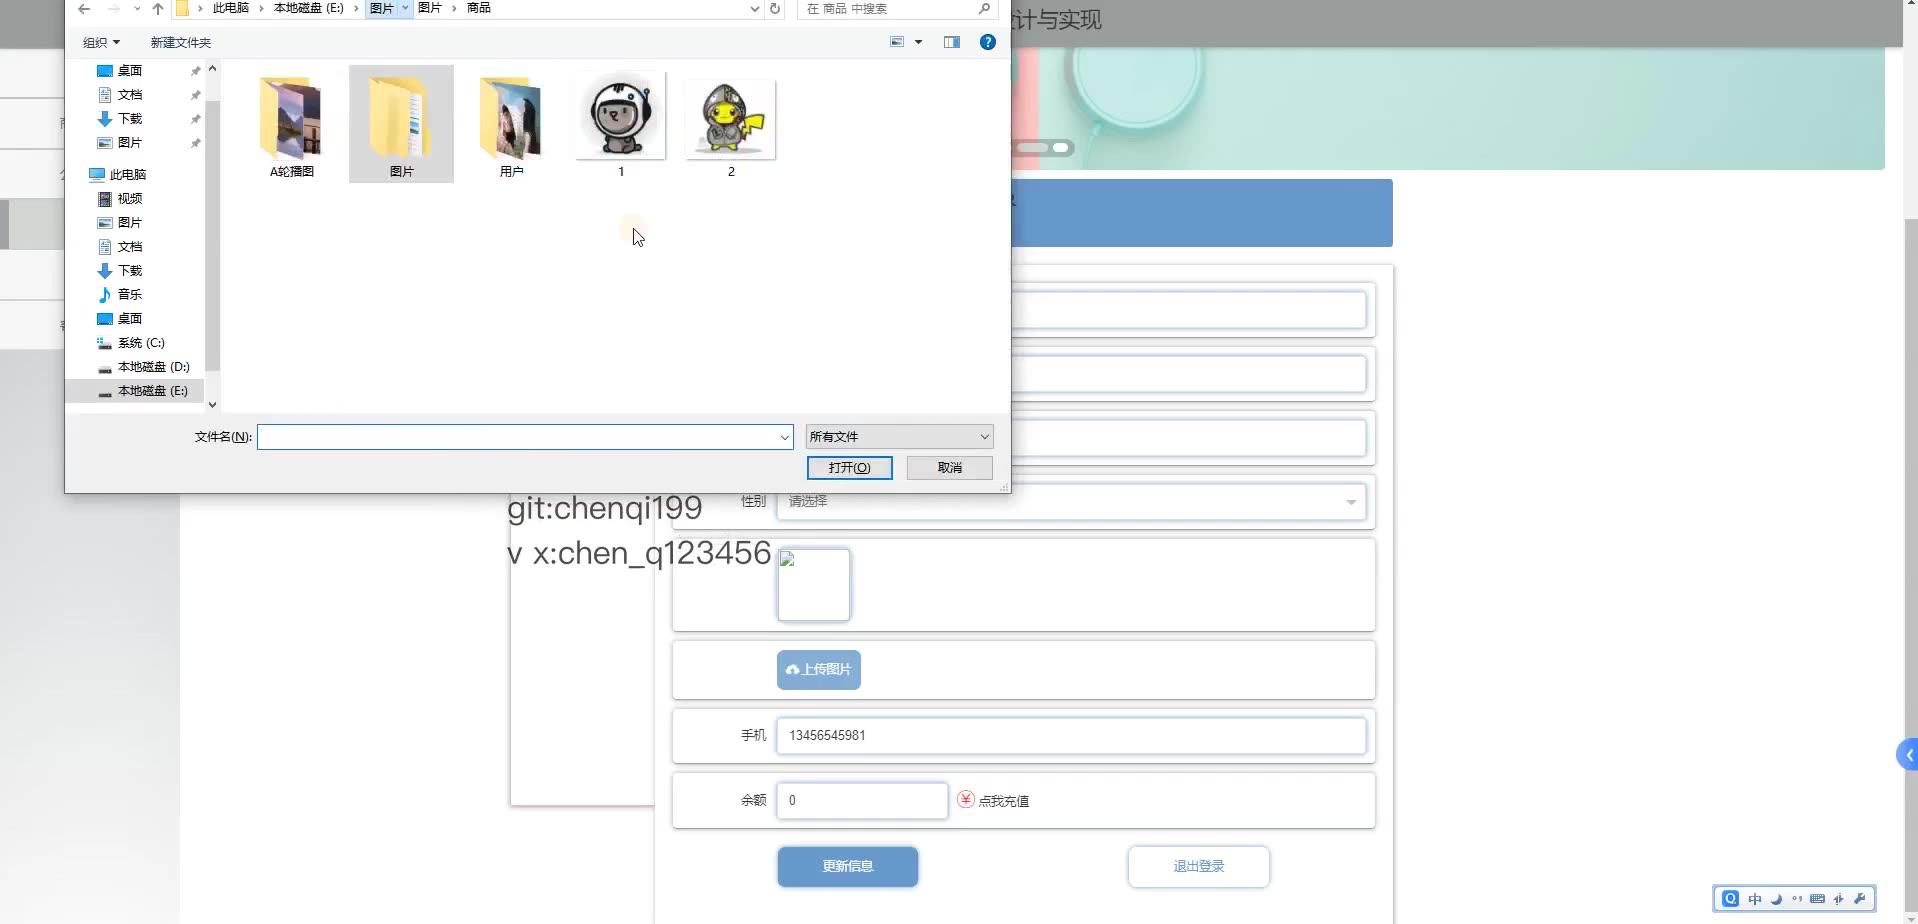 此电脑 本地磁盘 (E:) 图片 图片 商品
在 商品 中搜索
计与实现
组织 新建文件夹
桌面
文档
下载
图片
此电脑
视频
图片
文档
下载
音乐
桌面
系统 (C:)
本地磁盘 (D:)
本地磁盘 (E:)
A轮播图 图片 用户 1 2
文件名(N): 所有文件
打开(O) 取消
git:chenqi199
性别 请选择
v x:chen_q123456
上传图片
手机 13456545981
余额 0 点我充值
更新信息 退出登录
中